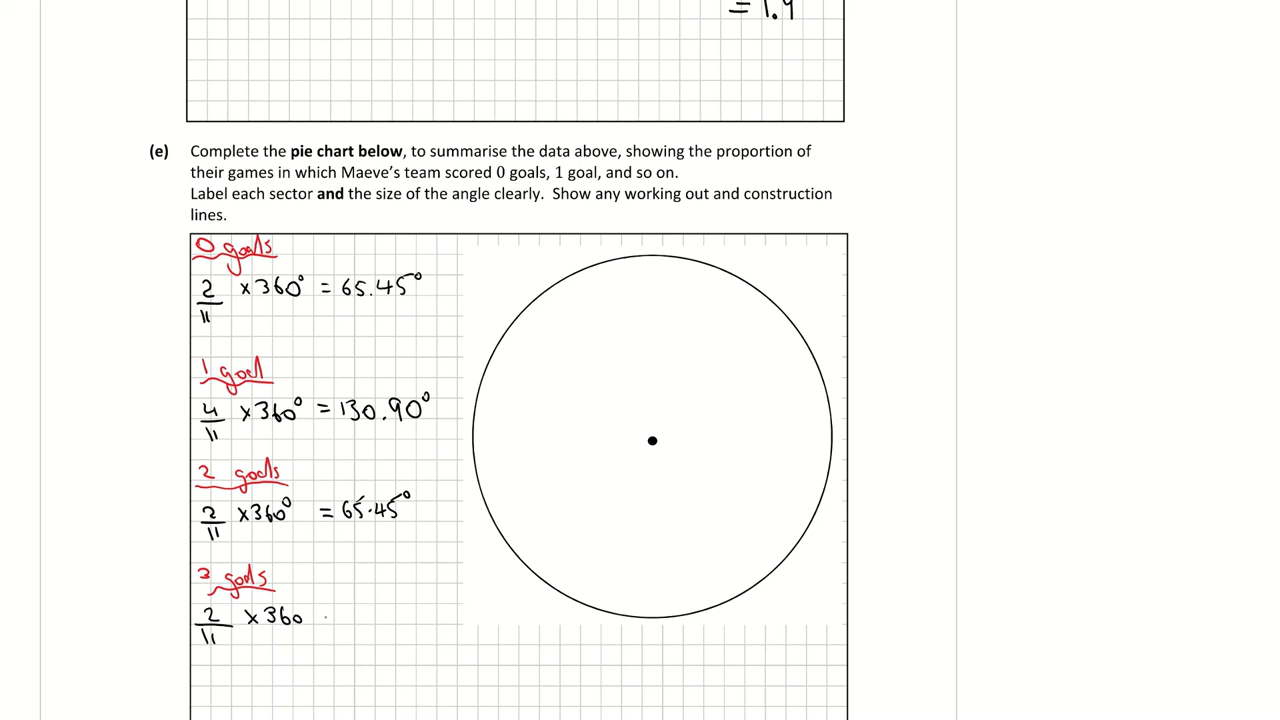 = 1.9
(e) Complete the pie chart below, to summarise the data above, showing the proportion of
their games in which Maeve's team scored 0 goals, 1 goal, and so on.
Label each sector and the size of the angle clearly. Show any working out and construction
lines.
0 goals
2/11 × 360° = 65.45°
1 goal
4/11 × 360° = 130.90°
2 goals
2/11 × 360° = 65.45°
3 goals
2/11 × 360